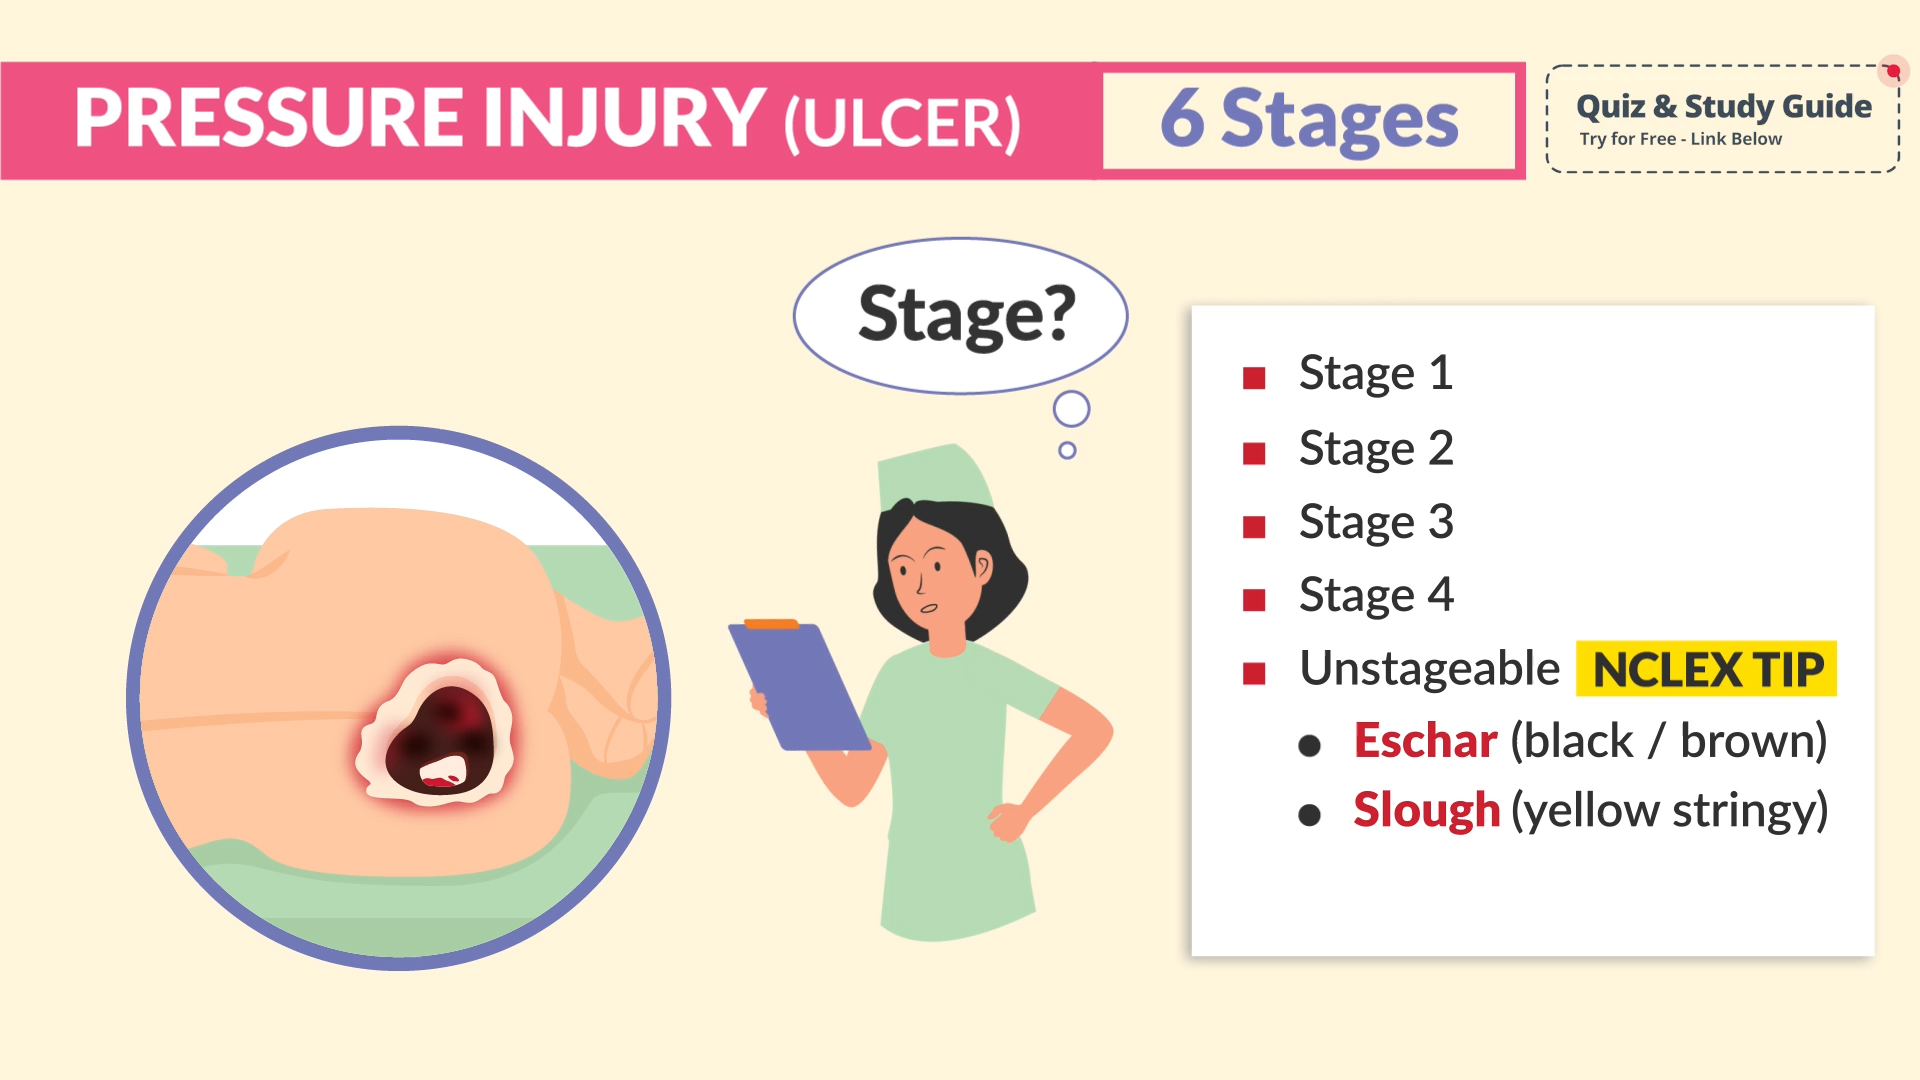 PRESSURE INJURY (ULCER)
6 Stages
Quiz & Study Guide
Try for Free - Link Below
Stage?
Stage 1
Stage 2
Stage 3
Stage 4
Unstageable NCLEX TIP
Eschar (black / brown)
Slough (yellow stringy)